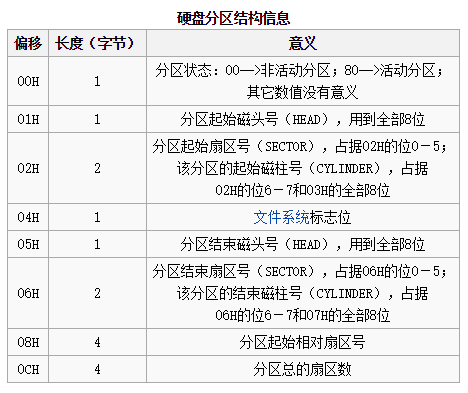 硬盘分区结构信息
偏移 长度（字节） 意义
00H 1 分区状态：00-->非活动分区；80-->活动分区；
其它数值没有意义
01H 1 分区起始磁头号（HEAD），用到全部8位
02H 2 分区起始扇区号（SECTOR），占据02H的位0－5；
该分区的起始磁柱号（CYLINDER），占据
02H的位6－7和03H的全部8位
04H 1 文件系统标志位
05H 1 分区结束磁头号（HEAD），用到全部8位
06H 2 分区结束扇区号（SECTOR），占据06H的位0－5；
该分区的结束磁柱号（CYLINDER），占据
06H的位6－7和07H的全部8位
08H 4 分区起始相对扇区号
0CH 4 分区总的扇区数